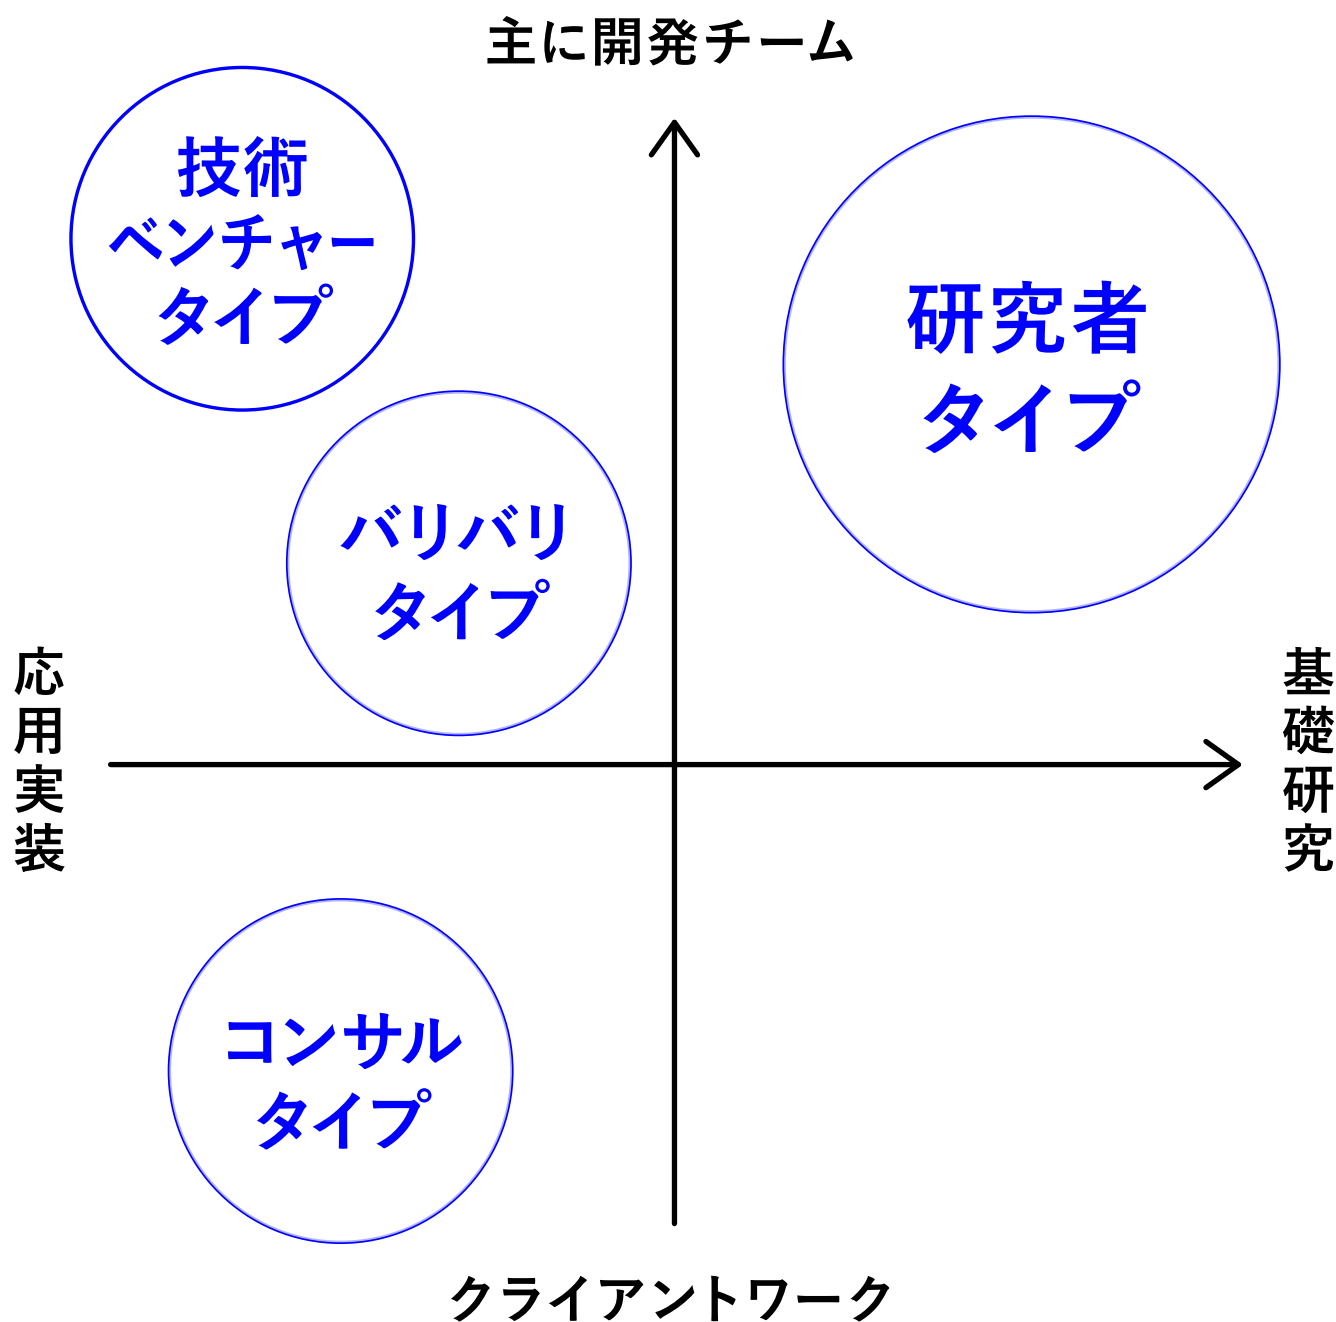 主に開発チーム
技術
ベンチャー
タイプ
研究者
タイプ
バリバリ
タイプ
応用実装
基礎研究
コンサル
タイプ
クライアントワーク